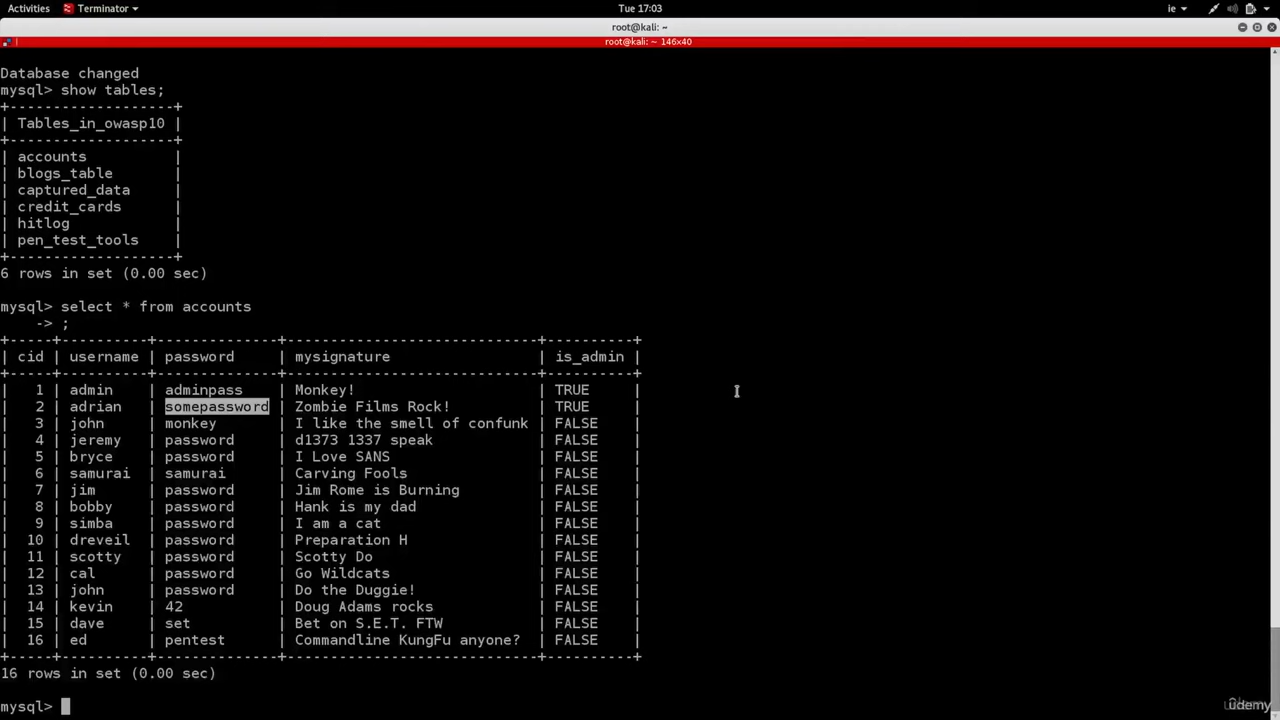 Activities Terminator Tue 17:03 ie
root@kali: ~
root@kali: ~ 146x40
Database changed
mysql> show tables;
+-------------------+
| Tables_in_owasp10 |
+-------------------+
| accounts          |
| blogs_table       |
| captured_data     |
| credit_cards      |
| hitlog            |
| pen_test_tools    |
+-------------------+
6 rows in set (0.00 sec)
mysql> select * from accounts
    -> ;
+-----+----------+--------------+-----------------------------+----------+
| cid | username | password     | mysignature                 | is_admin |
+-----+----------+--------------+-----------------------------+----------+
|   1 | admin    | adminpass    | Monkey!                     | TRUE     |
|   2 | adrian   | somepassword | Zombie Films Rock!          | TRUE     |
|   3 | john     | monkey       | I like the smell of confunk | FALSE    |
|   4 | jeremy   | password     | d1373 1337 speak            | FALSE    |
|   5 | bryce    | password     | I Love SANS                 | FALSE    |
|   6 | samurai  | samurai      | Carving Fools               | FALSE    |
|   7 | jim      | password     | Jim Rome is Burning         | FALSE    |
|   8 | bobby    | password     | Hank is my dad              | FALSE    |
|   9 | simba    | password     | I am a cat                  | FALSE    |
|  10 | dreveil  | password     | Preparation H               | FALSE    |
|  11 | scotty   | password     | Scotty Do                   | FALSE    |
|  12 | cal      | password     | Go Wildcats                 | FALSE    |
|  13 | john     | password     | Do the Duggie!              | FALSE    |
|  14 | kevin    | 42           | Doug Adams rocks            | FALSE    |
|  15 | dave     | set          | Bet on S.E.T. FTW           | FALSE    |
|  16 | ed       | pentest      | Commandline KungFu anyone?  | FALSE    |
+-----+----------+--------------+-----------------------------+----------+
16 rows in set (0.00 sec)
mysql>
ûdemy